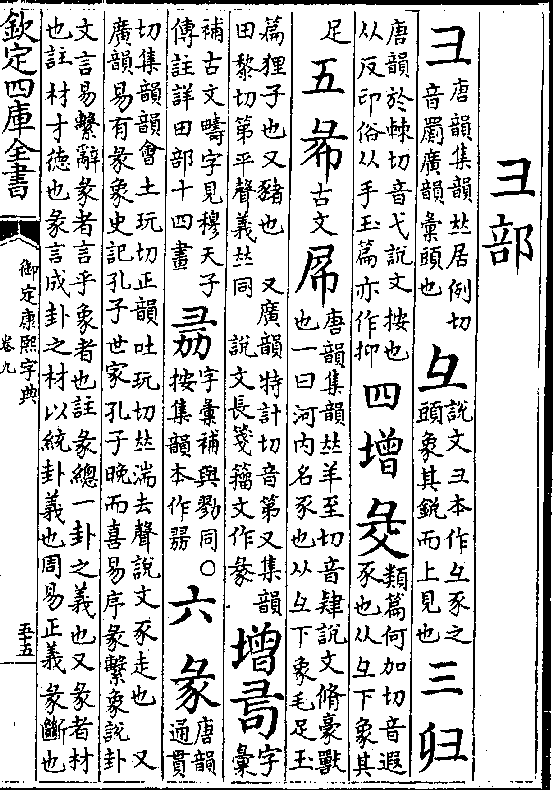 彐部
彐
唐韻集韻𠀤居例切
音罽廣韻彙頭也
彑
說文彐本作彑豕之
頭象其銳而上見也
三
归
唐韻於棘切音弋說文按也
从反印俗从手玉篇亦作抑
四
增
類篇何加切音遐
豕也从彑下象其
足
五
㣇
古文
唐韻集韻𠀤羊至切音肄說文脩豪獸
也一曰河內名豕也从彑下象毛足玉
篇狸子也又豬也 又廣韻特計切音第又集韻
田黎切第平聲義𠀤同 說文長箋籀文作
增
字
彙
補古文疇字見穆天子
傳註詳田部十四畫
字彙補與勠同〇
按集韻本作
六
彖
唐韻
通貫
切集韻韻會土玩切正韻吐玩切𠀤湍去聲說文豕走也 又
廣韻易有彖象史記孔子世家孔子晚而喜易序彖繫象說卦
文言易繫辭彖者言乎象者也註彖總一卦之義也又彖者材
也註材才德也彖言成卦之材以統卦義也周易正義彖斷也
欽定四庫全書
御定康熙字典
卷九
五十五